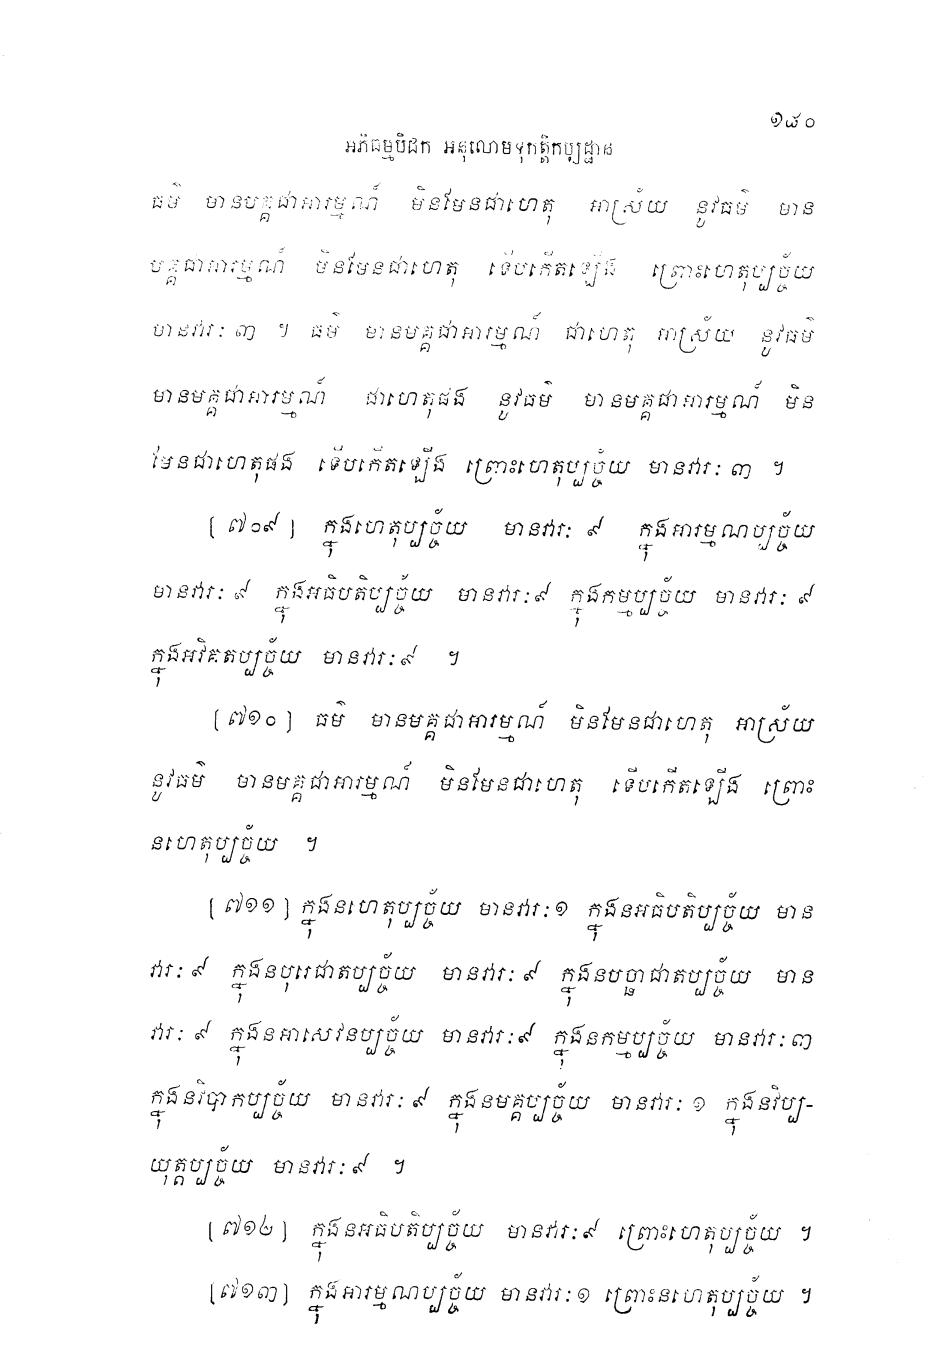 ១៨០
អភិធម្មបិដក អនុលោមទុកត្តិកប្បដ្ឋាន
ធម៌ មានមគ្គជាអារម្មណ៍ មិនមែនជាហេតុ អាស្រ័យ នូវធម៌ មាន
មគ្គជាអារម្មណ៍ មិនមែនជាហេតុ ទើបកើតឡើង ព្រោះហេតុប្បច្ច័យ
មានវារៈ ៣ ។ ធម៌ មានមគ្គជាអារម្មណ៍ ជាហេតុ អាស្រ័យ នូវធម៌
មានមគ្គជាអារម្មណ៍ ជាហេតុផង នូវធម៌ មានមគ្គជាអារម្មណ៍ មិន
មែនជាហេតុផង ទើបកើតឡើង ព្រោះហេតុប្បច្ច័យ មានវារៈ ៣ ។
[៧០៩] ក្នុងហេតុប្បច្ច័យ មានវារៈ ៩ ក្នុងអារម្មណប្បច្ច័យ
មានវារៈ ៩ ក្នុងអធិបតិប្បច្ច័យ មានវារៈ ៩ ក្នុងកម្មប្បច្ច័យ មានវារៈ ៩
ក្នុងអវិគតប្បច្ច័យ មានវារៈ ៩ ។
[៧១០] ធម៌ មានមគ្គជាអារម្មណ៍ មិនមែនជាហេតុ អាស្រ័យ
នូវធម៌ មានមគ្គជាអារម្មណ៍ មិនមែនជាហេតុ ទើបកើតឡើង ព្រោះ
នហេតុប្បច្ច័យ ។
[៧១១] ក្នុងនហេតុប្បច្ច័យ មានវារៈ ១ ក្នុងនអធិបតិប្បច្ច័យ មាន
វារៈ ៩ ក្នុងនបុរេជាតប្បច្ច័យ មានវារៈ ៩ ក្នុងនបច្ឆាជាតប្បច្ច័យ មាន
វារៈ ៩ ក្នុងនអាសេវនប្បច្ច័យ មានវារៈ ៩ ក្នុងនកម្មប្បច្ច័យ មានវារៈ ៣
ក្នុងនវិបាកប្បច្ច័យ មានវារៈ ៩ ក្នុងនមគ្គប្បច្ច័យ មានវារៈ ១ ក្នុងនវិប្ប-
យុត្តប្បច្ច័យ មានវារៈ ៩ ។
[៧១២] ក្នុងនអធិបតិប្បច្ច័យ មានវារៈ ៩ ព្រោះហេតុប្បច្ច័យ ។
[៧១៣] ក្នុងអារម្មណប្បច្ច័យ មានវារៈ ១ ព្រោះនហេតុប្បច្ច័យ ។